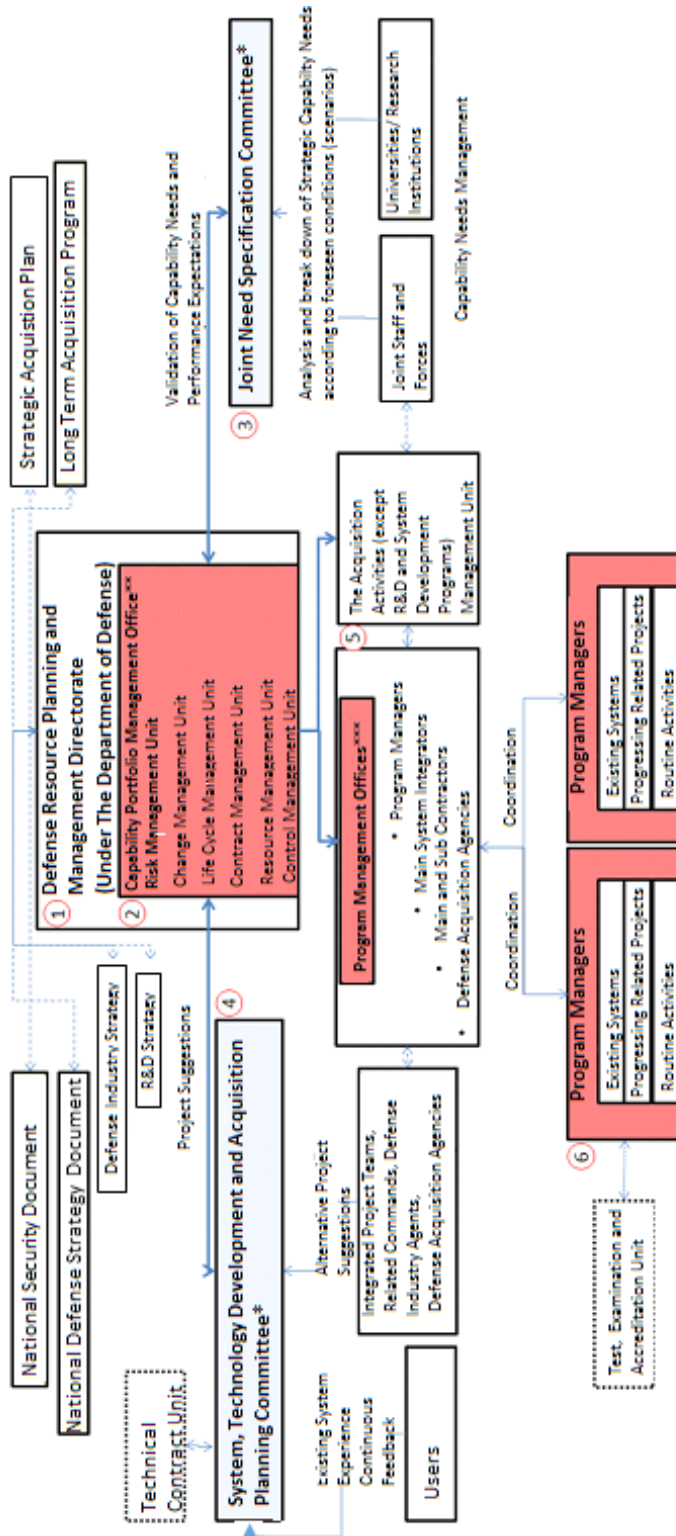 National Security Document
National Defense Strategy Document
Defense Industry Strategy
R&D Stratagy
Strategic Acquistion Plan
Long Term Acquisition Program
1
Defense Resource Planning and
Management Directorate
(Under The Department of Defense)
2
Capability Portfolio Management Office**
Risk Management Unit
Change Management Unit
Life Cycle Management Unit
Contract Management Unit
Resource Management Unit
Control Management Unit
Project Suggestions
Validation of Capability Needs and
Performance Expectations
Technical
Contract Unit
4
System, Technology Development and Acquisition
Planning Committee*
3
Joint Need Specification Committee*
Existing System
Experience
Continuous
Feedback
Users
Alternative Project
Suggestions
Integrated Project Teams,
Related Commands, Defense
Industry Agents,
Defense Acquisition Agencies
Program Management Offices***
• Program Managers
• Main System Integrators
• Main and Sub Contractors
• Defense Acquisition Agencies
5
The Acquisition
Activities (except
R&D and System
Development
Programs)
Management Unit
Analysis and break down of Strategic Capability Needs
according to foreseen conditions (scenarios)
Joint Staff and
Forces
Universities/ Research
Institutions
Capability Needs Management
Coordination
Coordination
Test, Examination and
Accreditation Unit
6
Program Managers
Existing Systems
Progressing Related Projects
Routine Activities
Program Managers
Existing Systems
Progressing Related Projects
Routine Activities